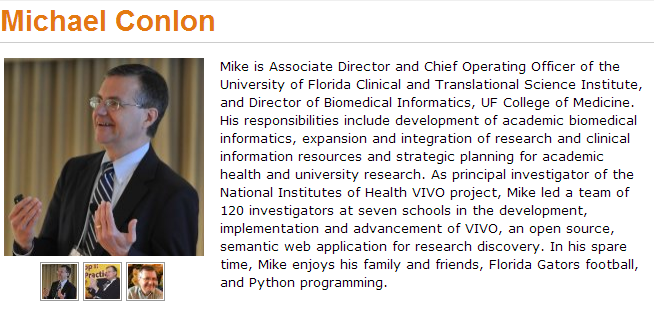 Michael Conlon
Mike is Associate Director and Chief Operating Officer of the
University of Florida Clinical and Translational Science Institute,
and Director of Biomedical Informatics, UF College of Medicine.
His responsibilities include development of academic biomedical
informatics, expansion and integration of research and clinical
information resources and strategic planning for academic
health and university research. As principal investigator of the
National Institutes of Health VIVO project, Mike led a team of
120 investigators at seven schools in the development,
implementation and advancement of VIVO, an open source,
semantic web application for research discovery. In his spare
time, Mike enjoys his family and friends, Florida Gators football,
and Python programming.